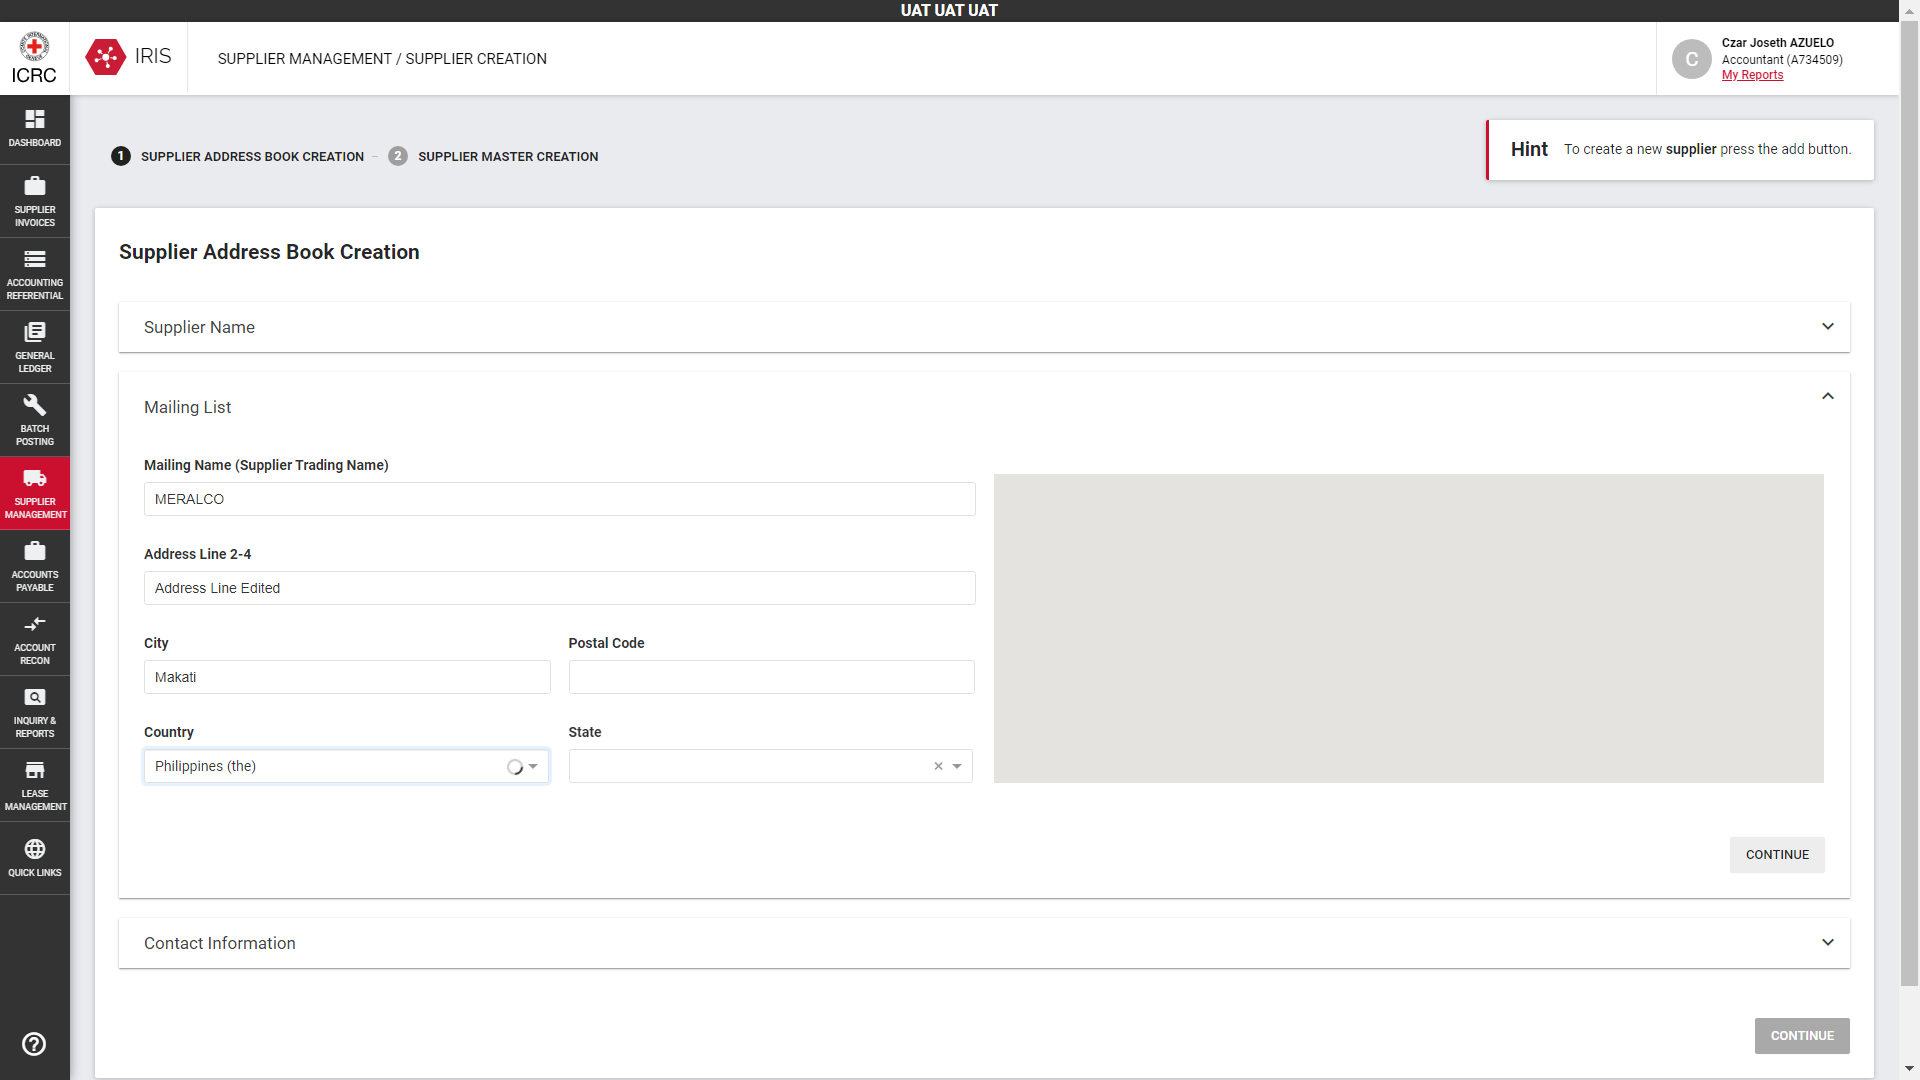 UAT UAT UAT
ICRC
IRIS
SUPPLIER MANAGEMENT / SUPPLIER CREATION
C
Czar Joseth AZUELO
Accountant (A734509)
My Reports
DASHBOARD
SUPPLIER
INVOICES
ACCOUNTING
REFERENTIAL
GENERAL
LEDGER
BATCH
POSTING
SUPPLIER
MANAGEMENT
ACCOUNTS
PAYABLE
ACCOUNT
RECON
INQUIRY &
REPORTS
LEASE
MANAGEMENT
QUICK LINKS
1 SUPPLIER ADDRESS BOOK CREATION – 2 SUPPLIER MASTER CREATION
Hint To create a new supplier press the add button.
Supplier Address Book Creation
Supplier Name
Mailing List
Mailing Name (Supplier Trading Name)
MERALCO
Address Line 2-4
Address Line Edited
City Postal Code
Makati
Country State
Philippines (the)
CONTINUE
Contact Information
CONTINUE